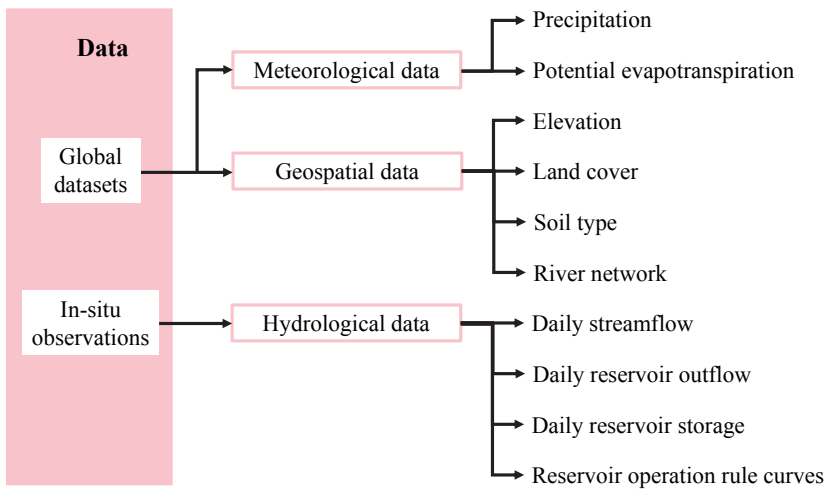 Data
Global
datasets
In-situ
observations
Meteorological data
Geospatial data
Hydrological data
Precipitation
Potential evapotranspiration
Elevation
Land cover
Soil type
River network
Daily streamflow
Daily reservoir outflow
Daily reservoir storage
Reservoir operation rule curves